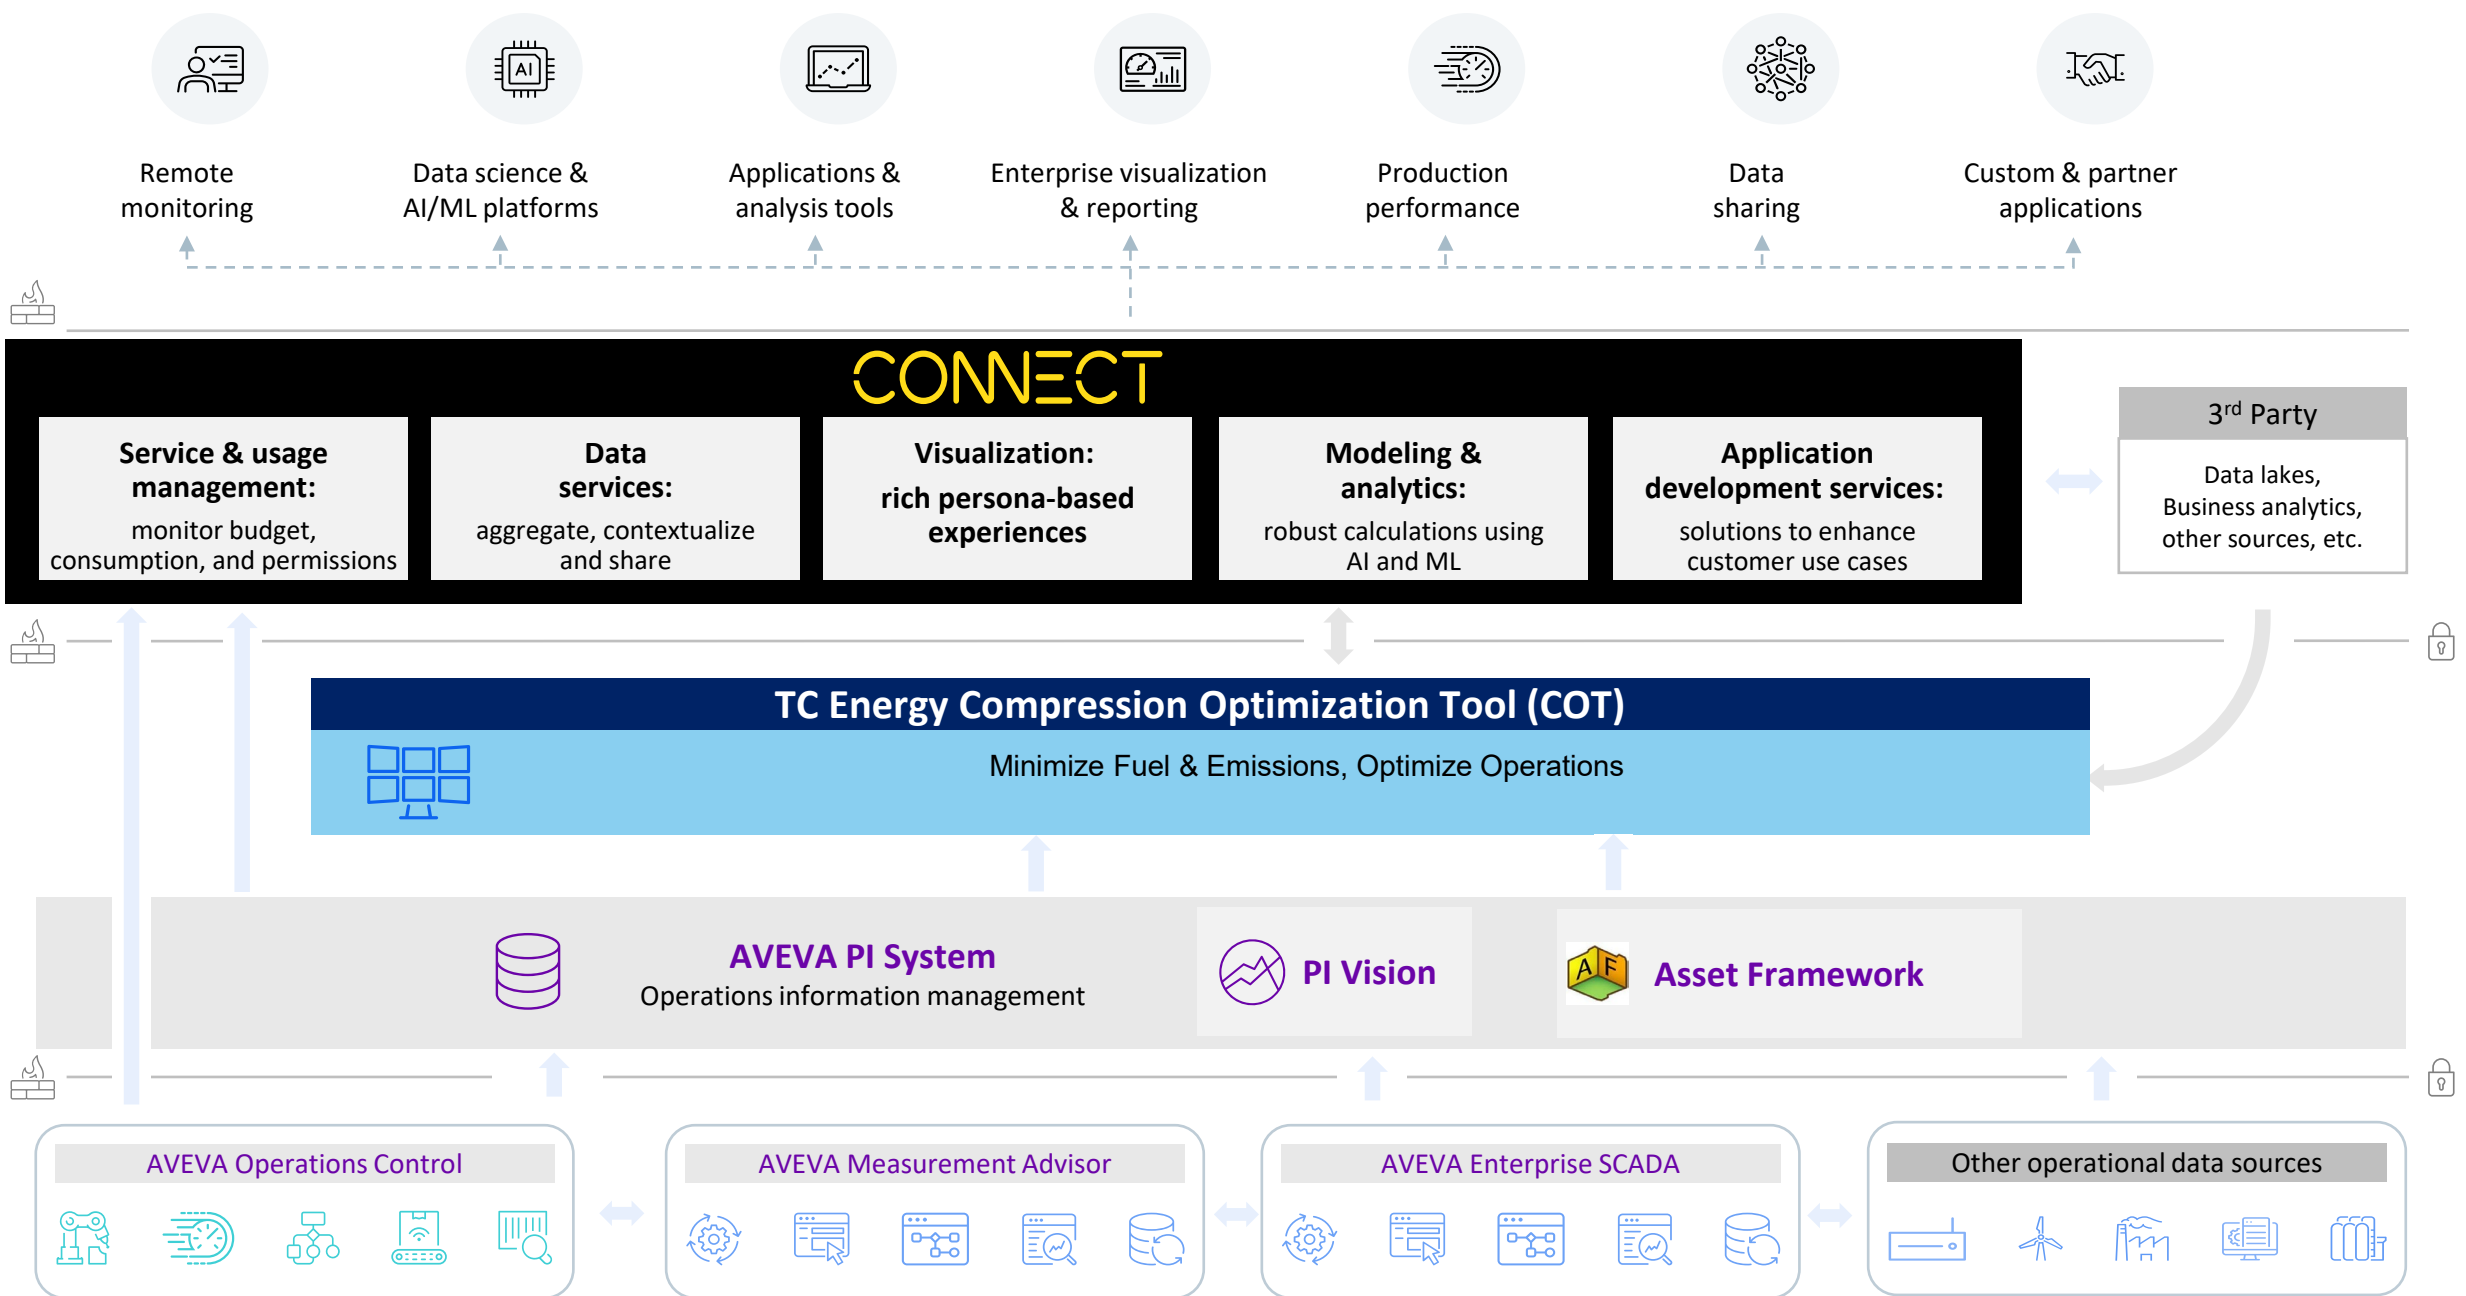 AI
Remote
monitoring
Data science &
AI/ML platforms
Applications &
analysis tools
Enterprise visualization
& reporting
Production
performance
Data
sharing
Custom & partner
applications
CONNECT
Service & usage
management:
monitor budget,
consumption, and permissions
Data
services:
aggregate, contextualize
and share
Visualization:
rich persona-based
experiences
Modeling &
analytics:
robust calculations using
AI and ML
Application
development services:
solutions to enhance
customer use cases
3rd Party
Data lakes,
Business analytics,
other sources, etc.
TC Energy Compression Optimization Tool (COT)
Minimize Fuel & Emissions, Optimize Operations
AVEVA PI System
Operations information management
PI Vision
AF
Asset Framework
AVEVA Operations Control
AVEVA Measurement Advisor
AVEVA Enterprise SCADA
Other operational data sources